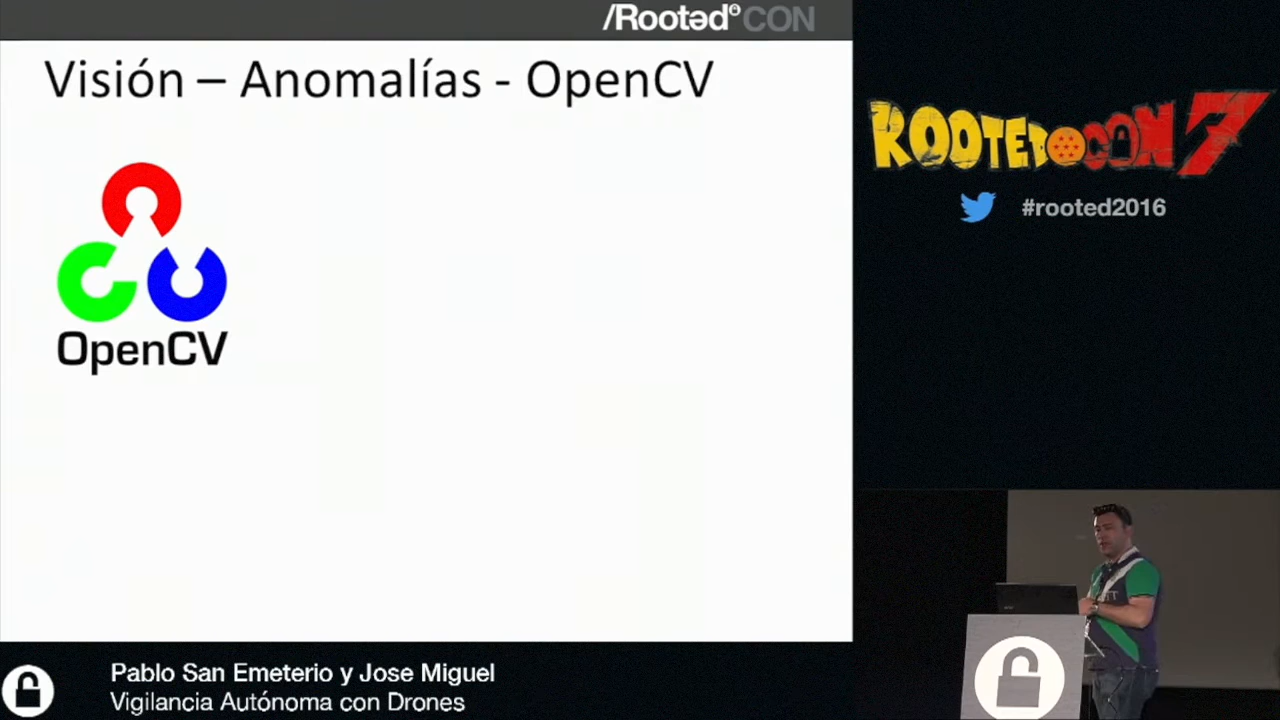 /RootedCON
Visión – Anomalías - OpenCV
OpenCV
ROOTED CON 7
#rooted2016
Pablo San Emeterio y Jose Miguel
Vigilancia Autónoma con Drones